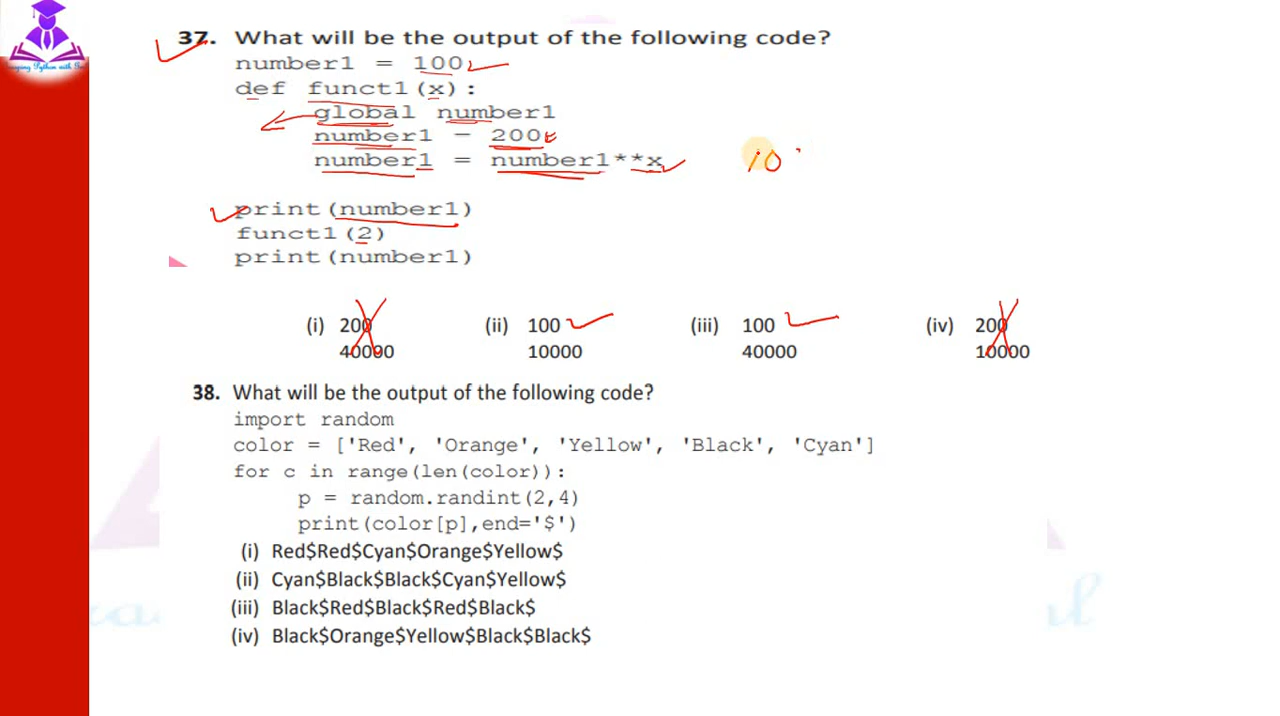 37. What will be the output of the following code?
number1 = 100
def funct1(x):
global number1
number1 = 200
number1 = number1**x
10
print(number1)
funct1(2)
print(number1)
(i) 200 (ii) 100 (iii) 100 (iv) 200
40000 10000 40000 10000
38. What will be the output of the following code?
import random
color = ['Red', 'Orange', 'Yellow', 'Black', 'Cyan']
for c in range(len(color)):
p = random.randint(2,4)
print(color[p],end='$')
(i) Red$Red$Cyan$Orange$Yellow$
(ii) Cyan$Black$Black$Cyan$Yellow$
(iii) Black$Red$Black$Red$Black$
(iv) Black$Orange$Yellow$Black$Black$